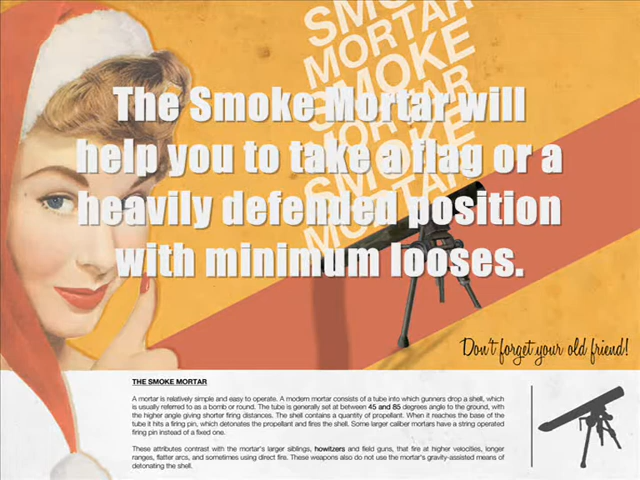 SMOKE
MORTAR
SMOKE
MORTAR
SMOKE
MORTAR
SMOKE
MORTAR
The Smoke Mortar will
help you to take a flag or a
heavily defended position
with minimum looses.
Don't forget your old friend!
THE SMOKE MORTAR
A mortar is relatively simple and easy to operate. A modern mortar consists of a tube into which gunners drop a shell, which
is usually referred to as a bomb or round. The tube is generally set at between 45 and 85 degrees angle to the ground, with
the higher angle giving shorter firing distances. The shell contains a quantity of propellant. When it reaches the base of the
tube it hits a firing pin, which detonates the propellant and fires the shell. Some larger caliber mortars have a string operated
firing pin instead of a fixed one.
These attributes contrast with the mortar's larger siblings, howitzers and field guns, that fire at higher velocities, longer
ranges, flatter arcs, and sometimes using direct fire. These weapons also do not use the mortar's gravity-assisted means of
detonating the shell.